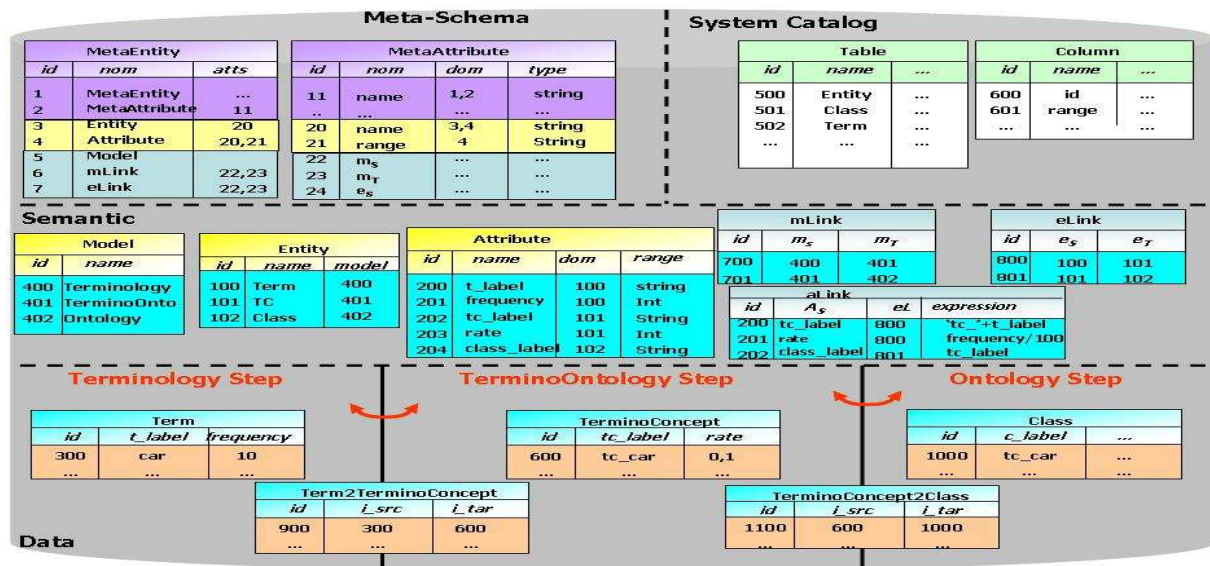 Meta-Schema
System Catalog
MetaEntity
id nom atts
1 MetaEntity ...
2 MetaAttribute 11
3 Entity 20
4 Attribute 20,21
5 Model
6 mLink 22,23
7 eLink 22,23
MetaAttribute
id nom dom type
11 name 1,2 string
.. ... ... ...
20 name 3,4 string
21 range 4 String
22 mS ... ...
23 mT ... ...
24 eS ... ...
Table
id name ...
500 Entity ...
501 Class ...
502 Term ...
... ... ...
Column
id name ...
600 id ...
601 range ...
... ... ...
Semantic
Model
id name
400 Terminology
401 TerminoOnto
402 Ontology
Entity
id name model
100 Term 400
101 TC 401
102 Class 402
Attribute
id name dom range
200 t_label 100 string
201 frequency 100 Int
202 tc_label 101 String
203 rate 101 Int
204 class_label 102 String
mLink
id mS mT
700 400 401
701 401 402
eLink
id eS eT
800 100 101
801 101 102
aLink
id AS eL expression
200 tc_label 800 'tc_'+t_label
201 rate 800 frequency/100
202 class_label 801 tc_label
Terminology Step
TerminoOntology Step
Ontology Step
Term
id t_label frequency
300 car 10
... ... ...
TerminoConcept
id tc_label rate
600 tc_car 0,1
... ... ...
Class
id c_label ...
1000 tc_car ...
... ... ...
Term2TerminoConcept
id i_src i_tar
900 300 600
... ... ...
TerminoConcept2Class
id i_src i_tar
1100 600 1000
... ... ...
Data